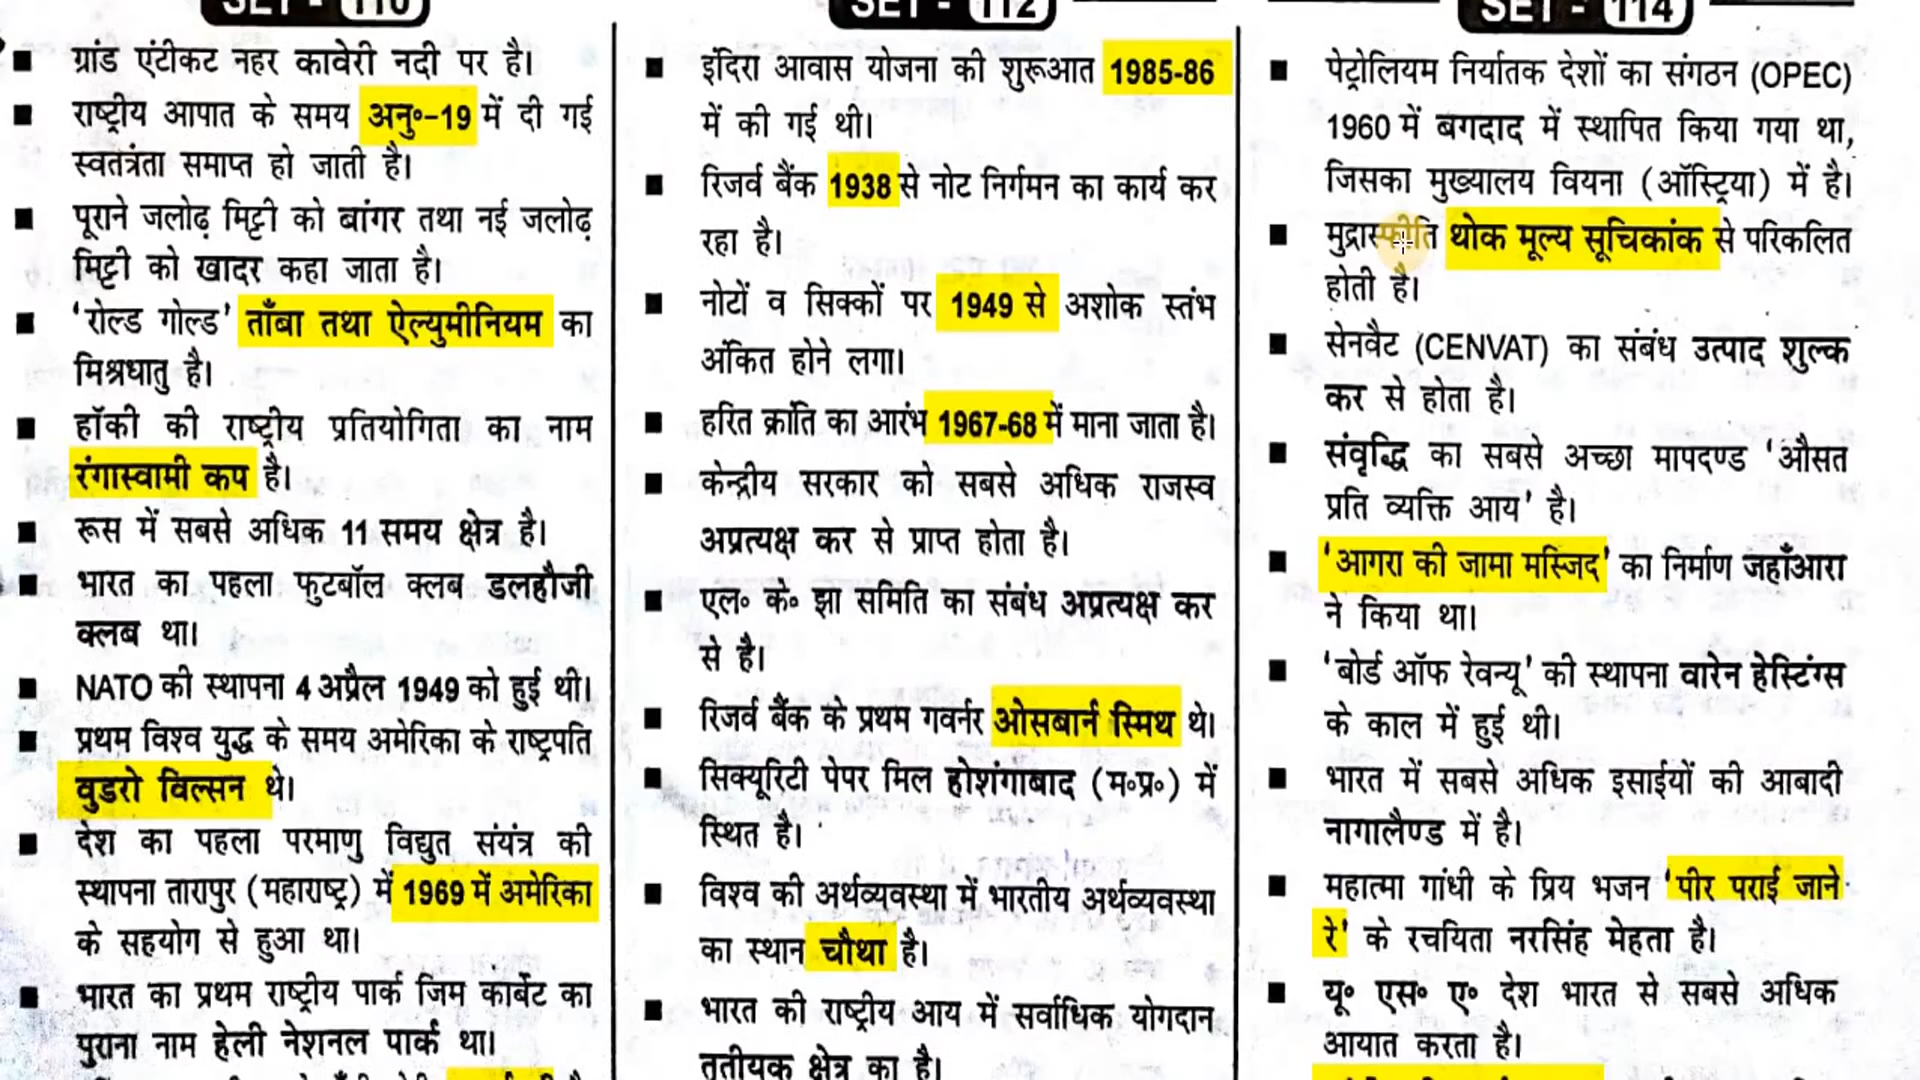 SET - 110
ग्रांड एंटीकट नहर कावेरी नदी पर है।
राष्ट्रीय आपात के समय अनु॰-19 में दी गई
स्वतंत्रता समाप्त हो जाती है।
पूराने जलोढ़ मिट्टी को बांगर तथा नई जलोढ़
मिट्टी को खादर कहा जाता है।
'रोल्ड गोल्ड' ताँबा तथा ऐल्युमीनियम का
मिश्रधातु है।
हॉकी की राष्ट्रीय प्रतियोगिता का नाम
रंगास्वामी कप है।
रूस में सबसे अधिक 11 समय क्षेत्र है।
भारत का पहला फुटबॉल क्लब डलहौजी
क्लब था।
NATO की स्थापना 4 अप्रैल 1949 को हुई थी।
प्रथम विश्व युद्ध के समय अमेरिका के राष्ट्रपति
वुडरो विल्सन थे।
देश का पहला परमाणु विद्युत संयंत्र की
स्थापना तारापुर (महाराष्ट्र) में 1969 में अमेरिका
के सहयोग से हुआ था।
भारत का प्रथम राष्ट्रीय पार्क जिम कार्बेट का
पुराना नाम हेली नेशनल पार्क था।
SET - 112
इंदिरा आवास योजना की शुरूआत 1985-86
में की गई थी।
रिजर्व बैंक 1938 से नोट निर्गमन का कार्य कर
रहा है।
नोटों व सिक्कों पर 1949 से अशोक स्तंभ
अंकित होने लगा।
हरित क्रांति का आरंभ 1967-68 में माना जाता है।
केन्द्रीय सरकार को सबसे अधिक राजस्व
अप्रत्यक्ष कर से प्राप्त होता है।
एल॰ के॰ झा समिति का संबंध अप्रत्यक्ष कर
से है।
रिजर्व बैंक के प्रथम गवर्नर ओसबार्न स्मिथ थे।
सिक्यूरिटी पेपर मिल होशंगाबाद (म॰प्र॰) में
स्थित है।
विश्व की अर्थव्यवस्था में भारतीय अर्थव्यवस्था
का स्थान चौथा है।
भारत की राष्ट्रीय आय में सर्वाधिक योगदान
तृतीयक क्षेत्र का है।
SET - 114
पेट्रोलियम निर्यातक देशों का संगठन (OPEC)
1960 में बगदाद में स्थापित किया गया था,
जिसका मुख्यालय वियना (ऑस्ट्रिया) में है।
मुद्रास्फीति थोक मूल्य सूचिकांक से परिकलित
होती है।
सेनवैट (CENVAT) का संबंध उत्पाद शुल्क
कर से होता है।
संवृद्धि का सबसे अच्छा मापदण्ड 'औसत
प्रति व्यक्ति आय' है।
'आगरा की जामा मस्जिद' का निर्माण जहाँआरा
ने किया था।
'बोर्ड ऑफ रेवन्यू' की स्थापना वारेन हेस्टिंग्स
के काल में हुई थी।
भारत में सबसे अधिक इसाईयों की आबादी
नागालैण्ड में है।
महात्मा गांधी के प्रिय भजन 'पीर पराई जाने
रे' के रचयिता नरसिंह मेहता है।
यू॰ एस॰ ए॰ देश भारत से सबसे अधिक
आयात करता है।